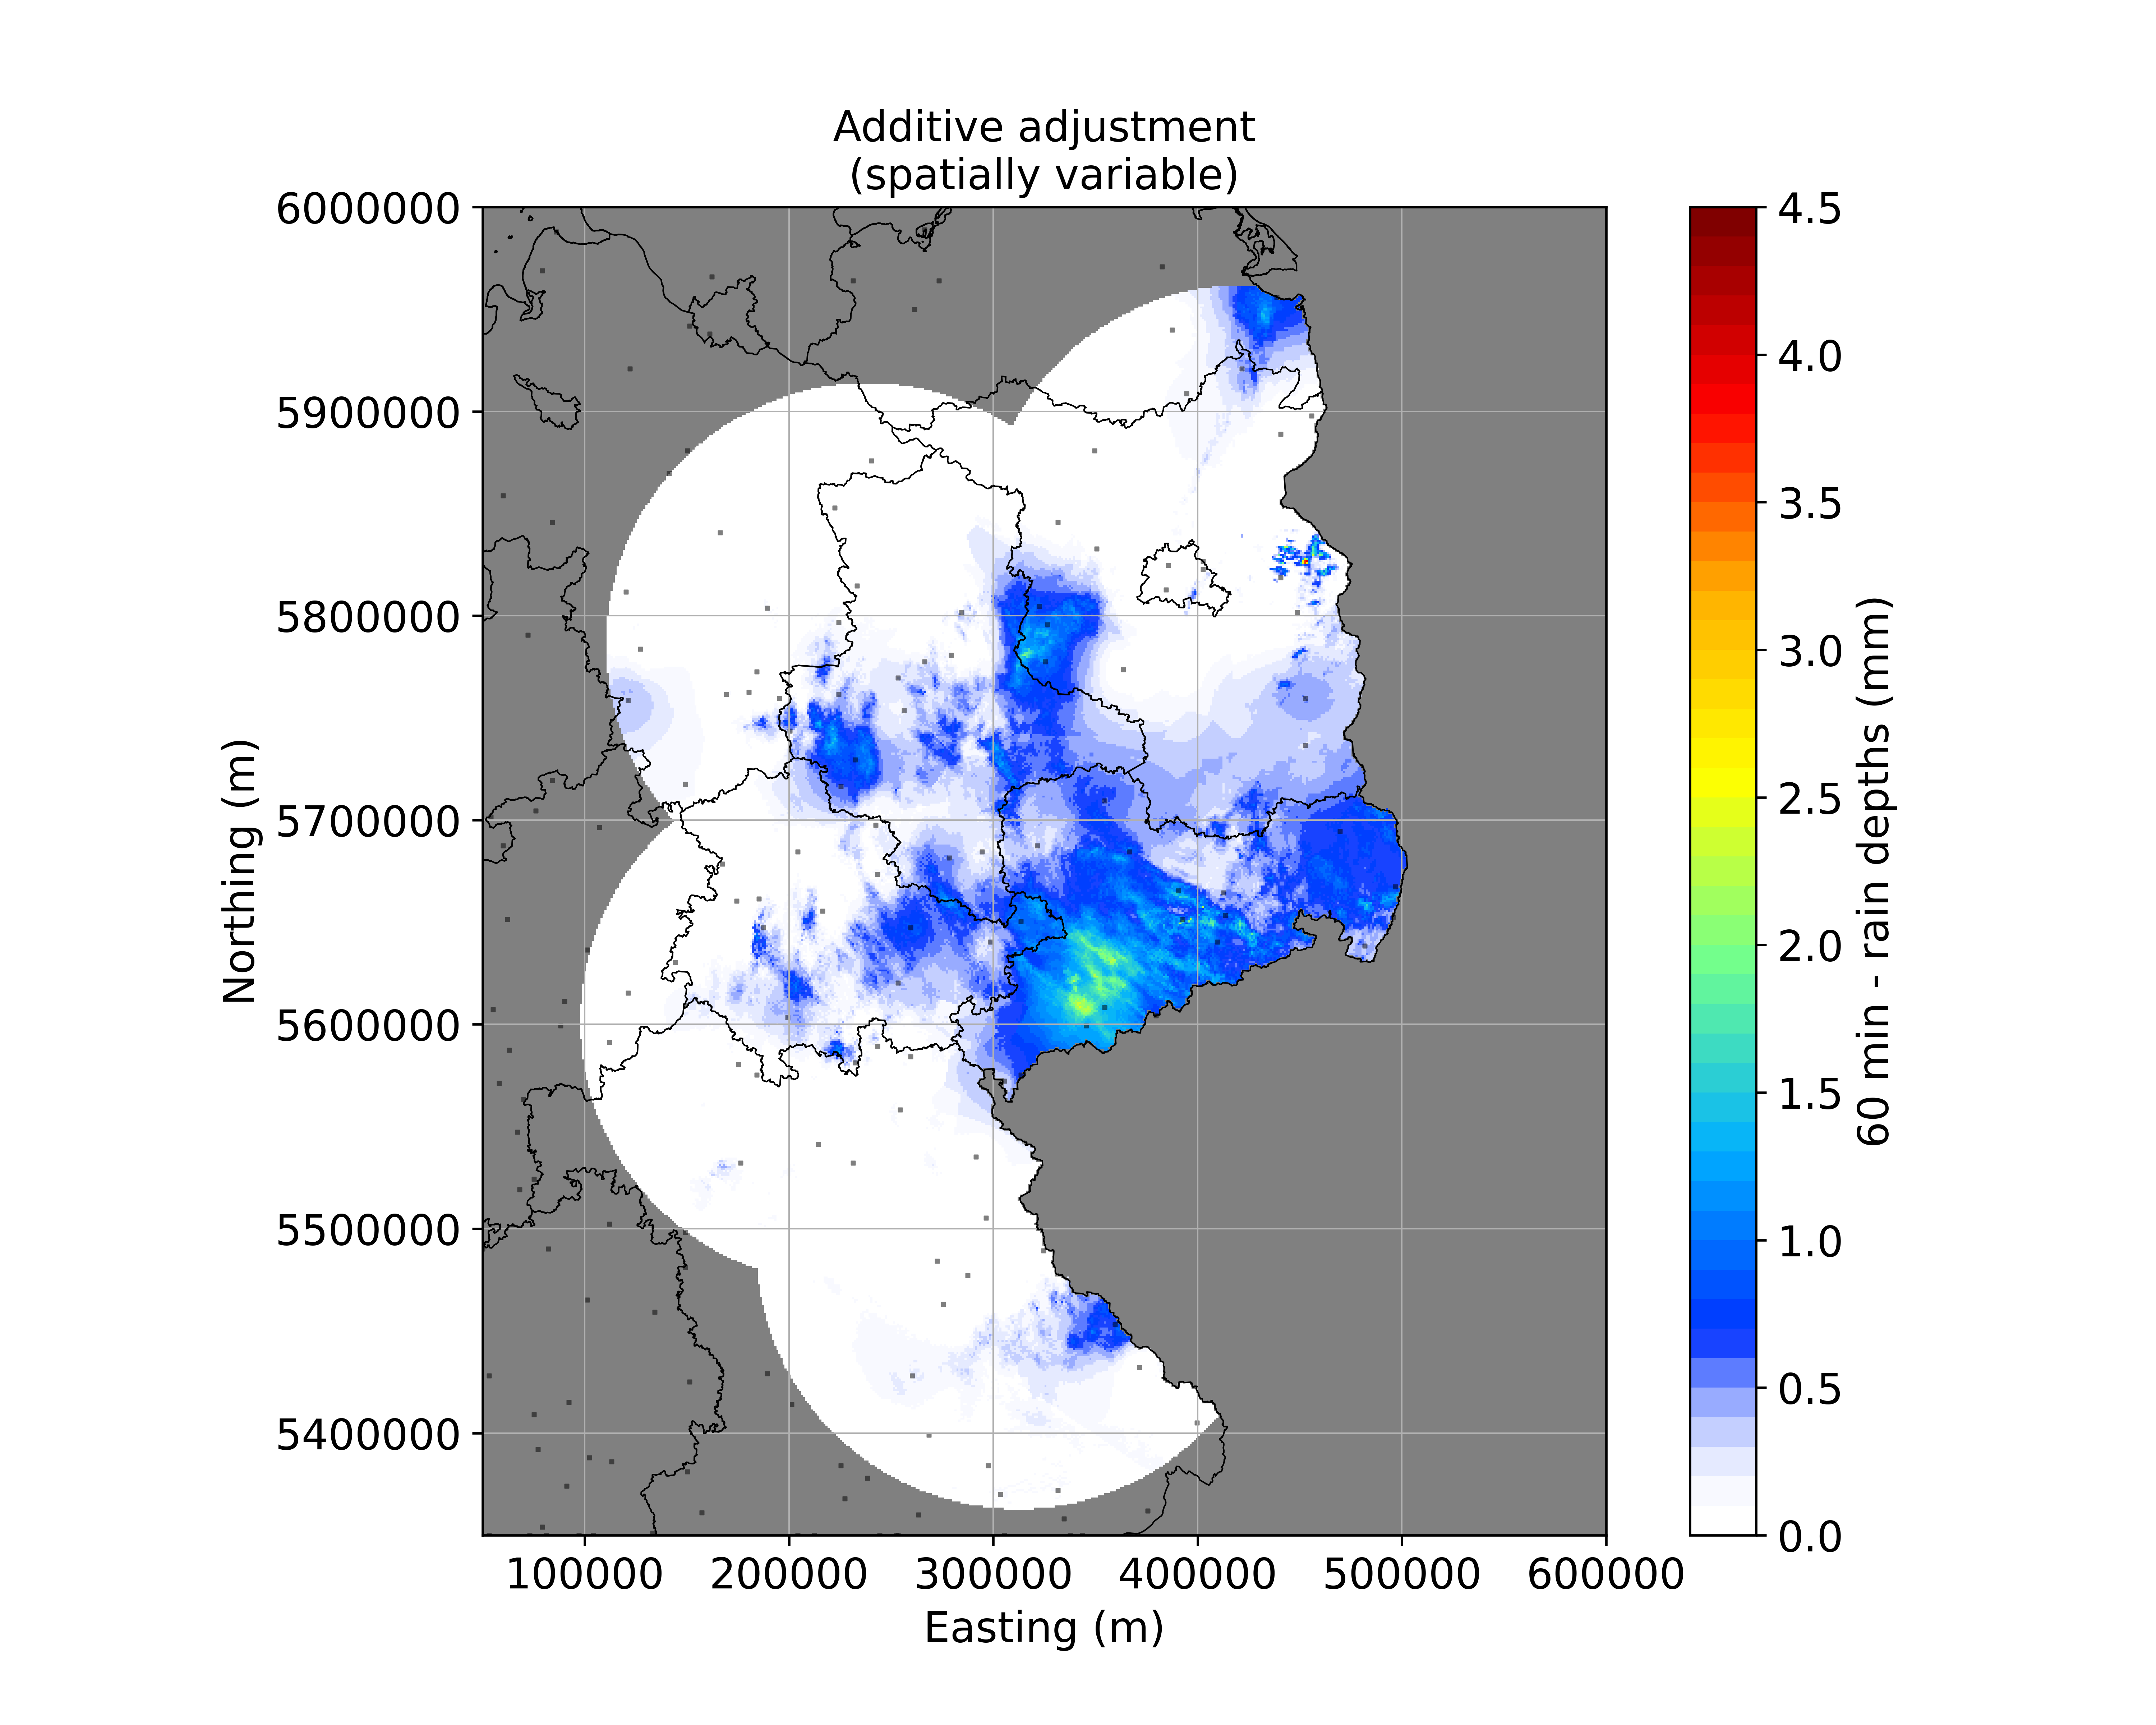 Additive adjustment
(spatially variable)
6000000
5900000
5800000
5700000
5600000
5500000
5400000
Northing (m)
100000 200000 300000 400000 500000 600000
Easting (m)
4.5
4.0
3.5
3.0
2.5
2.0
1.5
1.0
0.5
0.0
60 min - rain depths (mm)